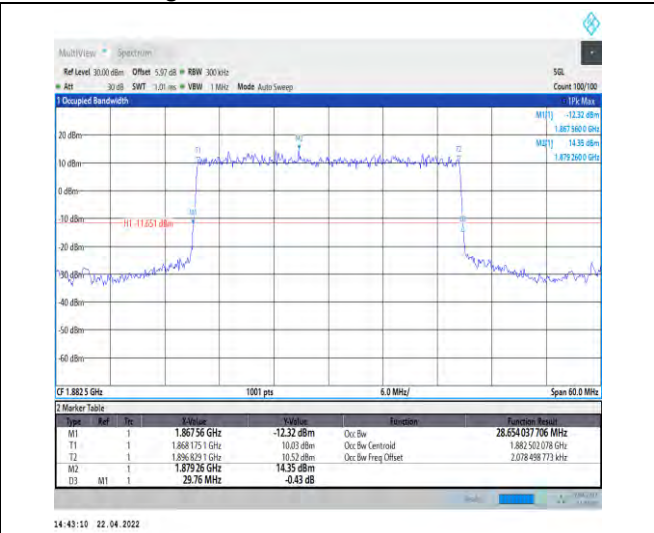 MultiView Spectrum
Ref Level 30.00 dBm Offset 5.97 dB RBW 300 kHz SGL
Att 30 dB SWT 1.01 ms VBW 1 MHz Mode Auto Sweep Count 100/100
1 Occupied Bandwidth 1Pk Max
M1[1] -12.32 dBm
1.867 560 0 GHz
M2[1] 14.35 dBm
1.879 260 0 GHz
20 dBm
M2
T1 T2
10 dBm
0 dBm
M1
-10 dBm
H1 -11.651 dBm
-20 dBm
-30 dBm
-40 dBm
-50 dBm
-60 dBm
CF 1.882 5 GHz 1001 pts 6.0 MHz/ Span 60.0 MHz
2 Marker Table
Type Ref Trc X-Value Y-Value Function Function Result
M1 1 1.867 56 GHz -12.32 dBm Occ Bw 28.654 037 706 MHz
T1 1 1.868 175 1 GHz 10.03 dBm Occ Bw Centroid 1.882 502 078 GHz
T2 1 1.896 829 1 GHz 10.52 dBm Occ Bw Freq Offset 2.078 498 773 kHz
M2 1 1.879 26 GHz 14.35 dBm
D3 M1 1 29.76 MHz -0.43 dB
14:43:10 22.04.2022